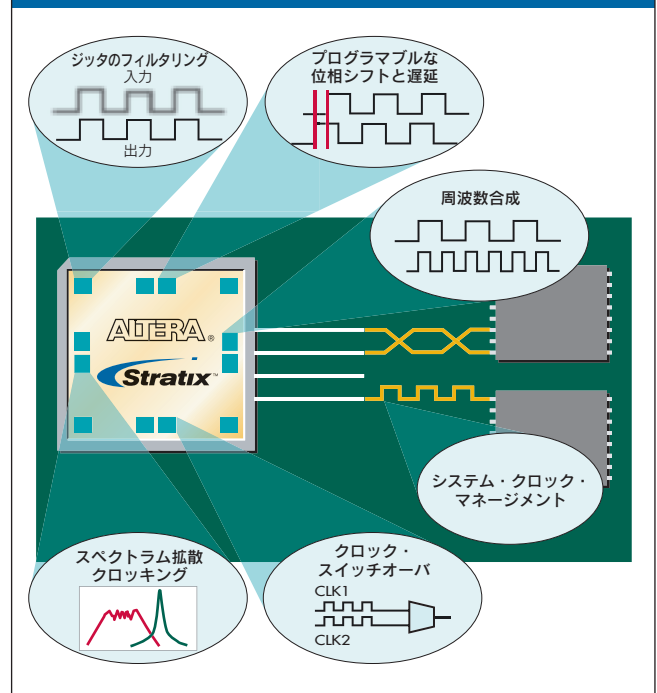 ジッタのフィルタリング
入力
出力
プログラマブルな
位相シフトと遅延
周波数合成
ALTERA®
Stratix™
システム・クロック・
マネージメント
スペクトラム拡散
クロッキング
クロック・
スイッチオーバ
CLK1
CLK2